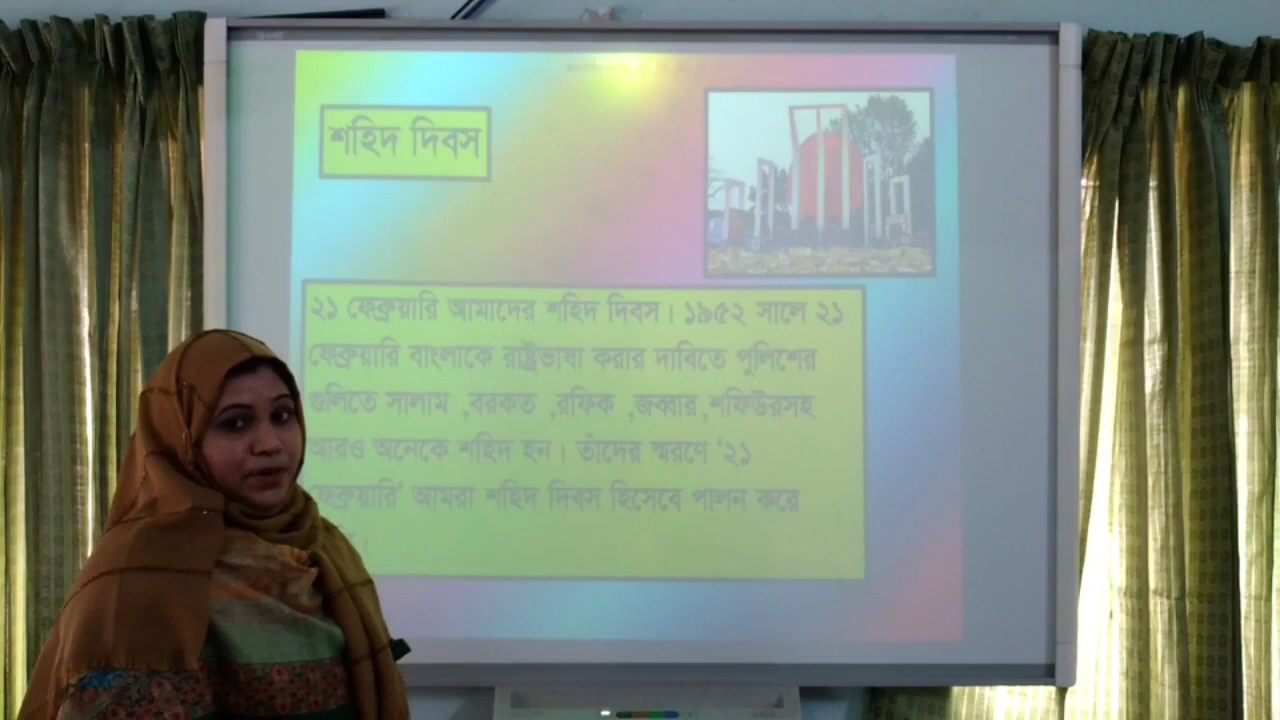 শহিদ দিবস
২১ ফেব্রুয়ারি আমাদের শহিদ দিবস। ১৯৫২ সালে ২১
ফেব্রুয়ারি বাংলাকে রাষ্ট্রভাষা করার দাবিতে পুলিশের
গুলিতে সালাম ,বরকত ,রফিক ,জব্বার,শফিউরসহ
আরও অনেকে শহিদ হন। তাঁদের স্মরণে '২১
ফেব্রুয়ারি' আমরা শহিদ দিবস হিসেবে পালন করে